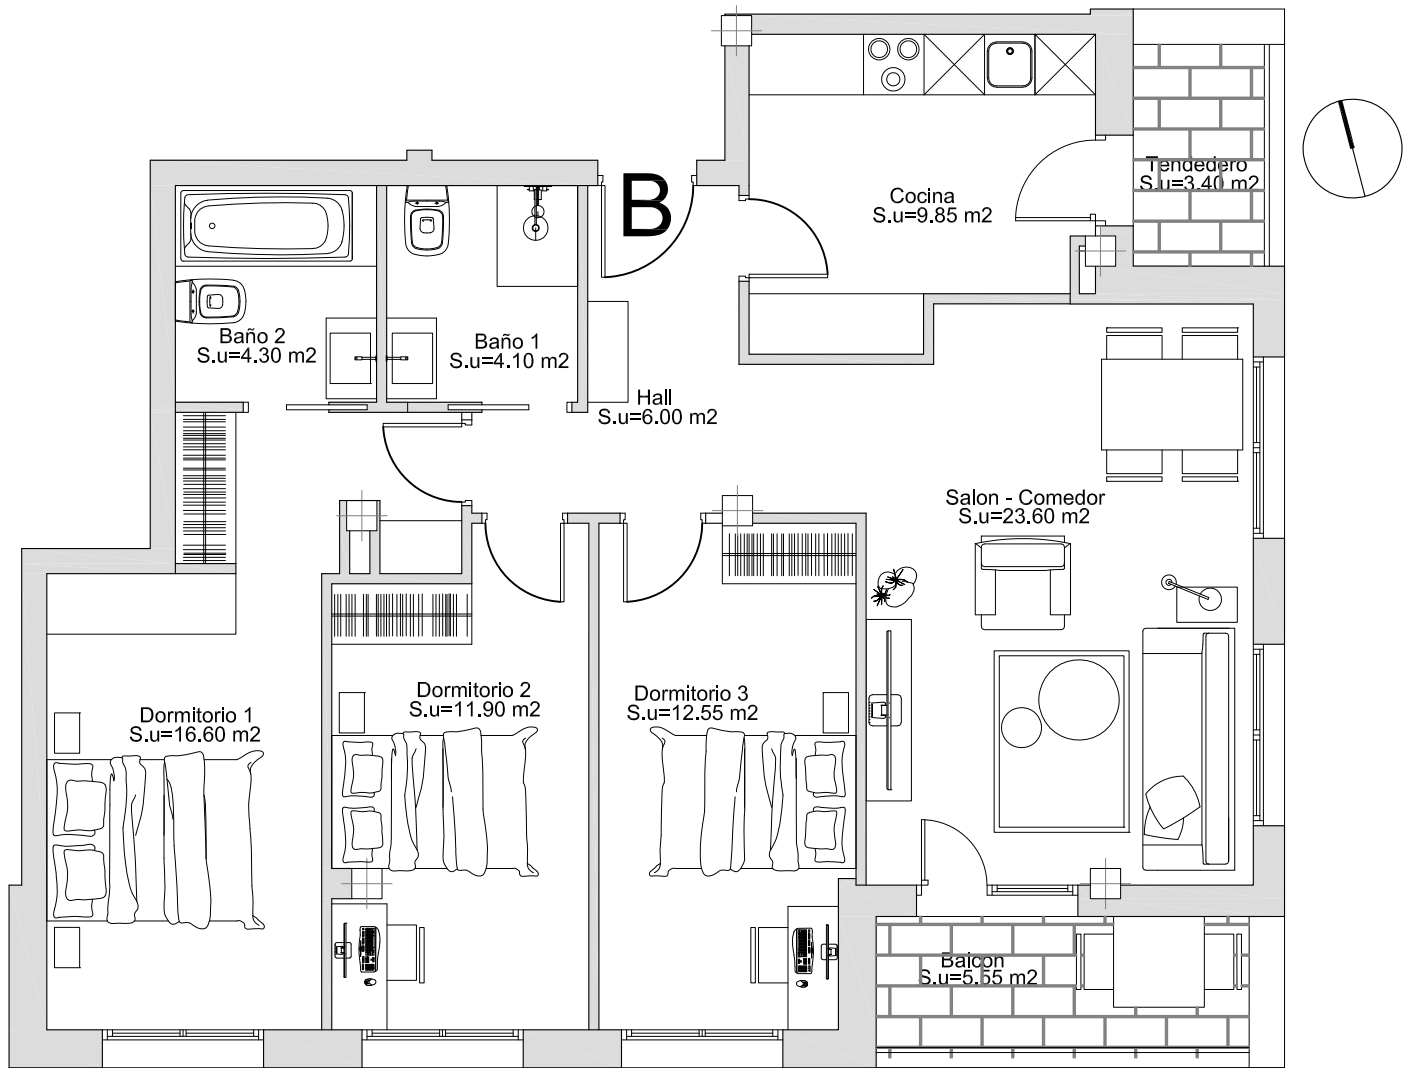 B
Tendedero
S.u=3.40 m2
Cocina
S.u=9.85 m2
Baño 2
S.u=4.30 m2
Baño 1
S.u=4.10 m2
Hall
S.u=6.00 m2
Salon - Comedor
S.u=23.60 m2
Dormitorio 1
S.u=16.60 m2
Dormitorio 2
S.u=11.90 m2
Dormitorio 3
S.u=12.55 m2
Balcon
S.u=5.55 m2